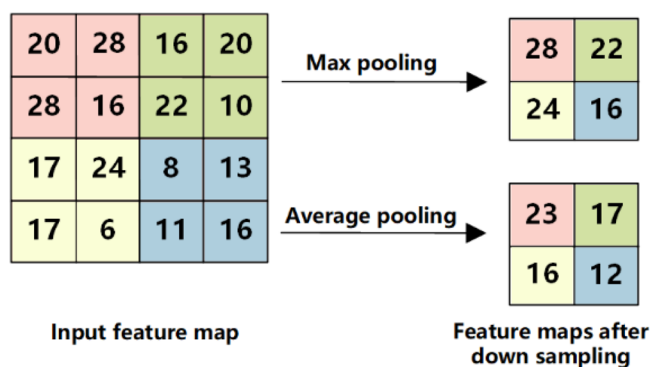 20 28 16 20
28 16 22 10
17 24 8 13
17 6 11 16
Max pooling
28 22
24 16
Average pooling
23 17
16 12
Input feature map
Feature maps after
down sampling